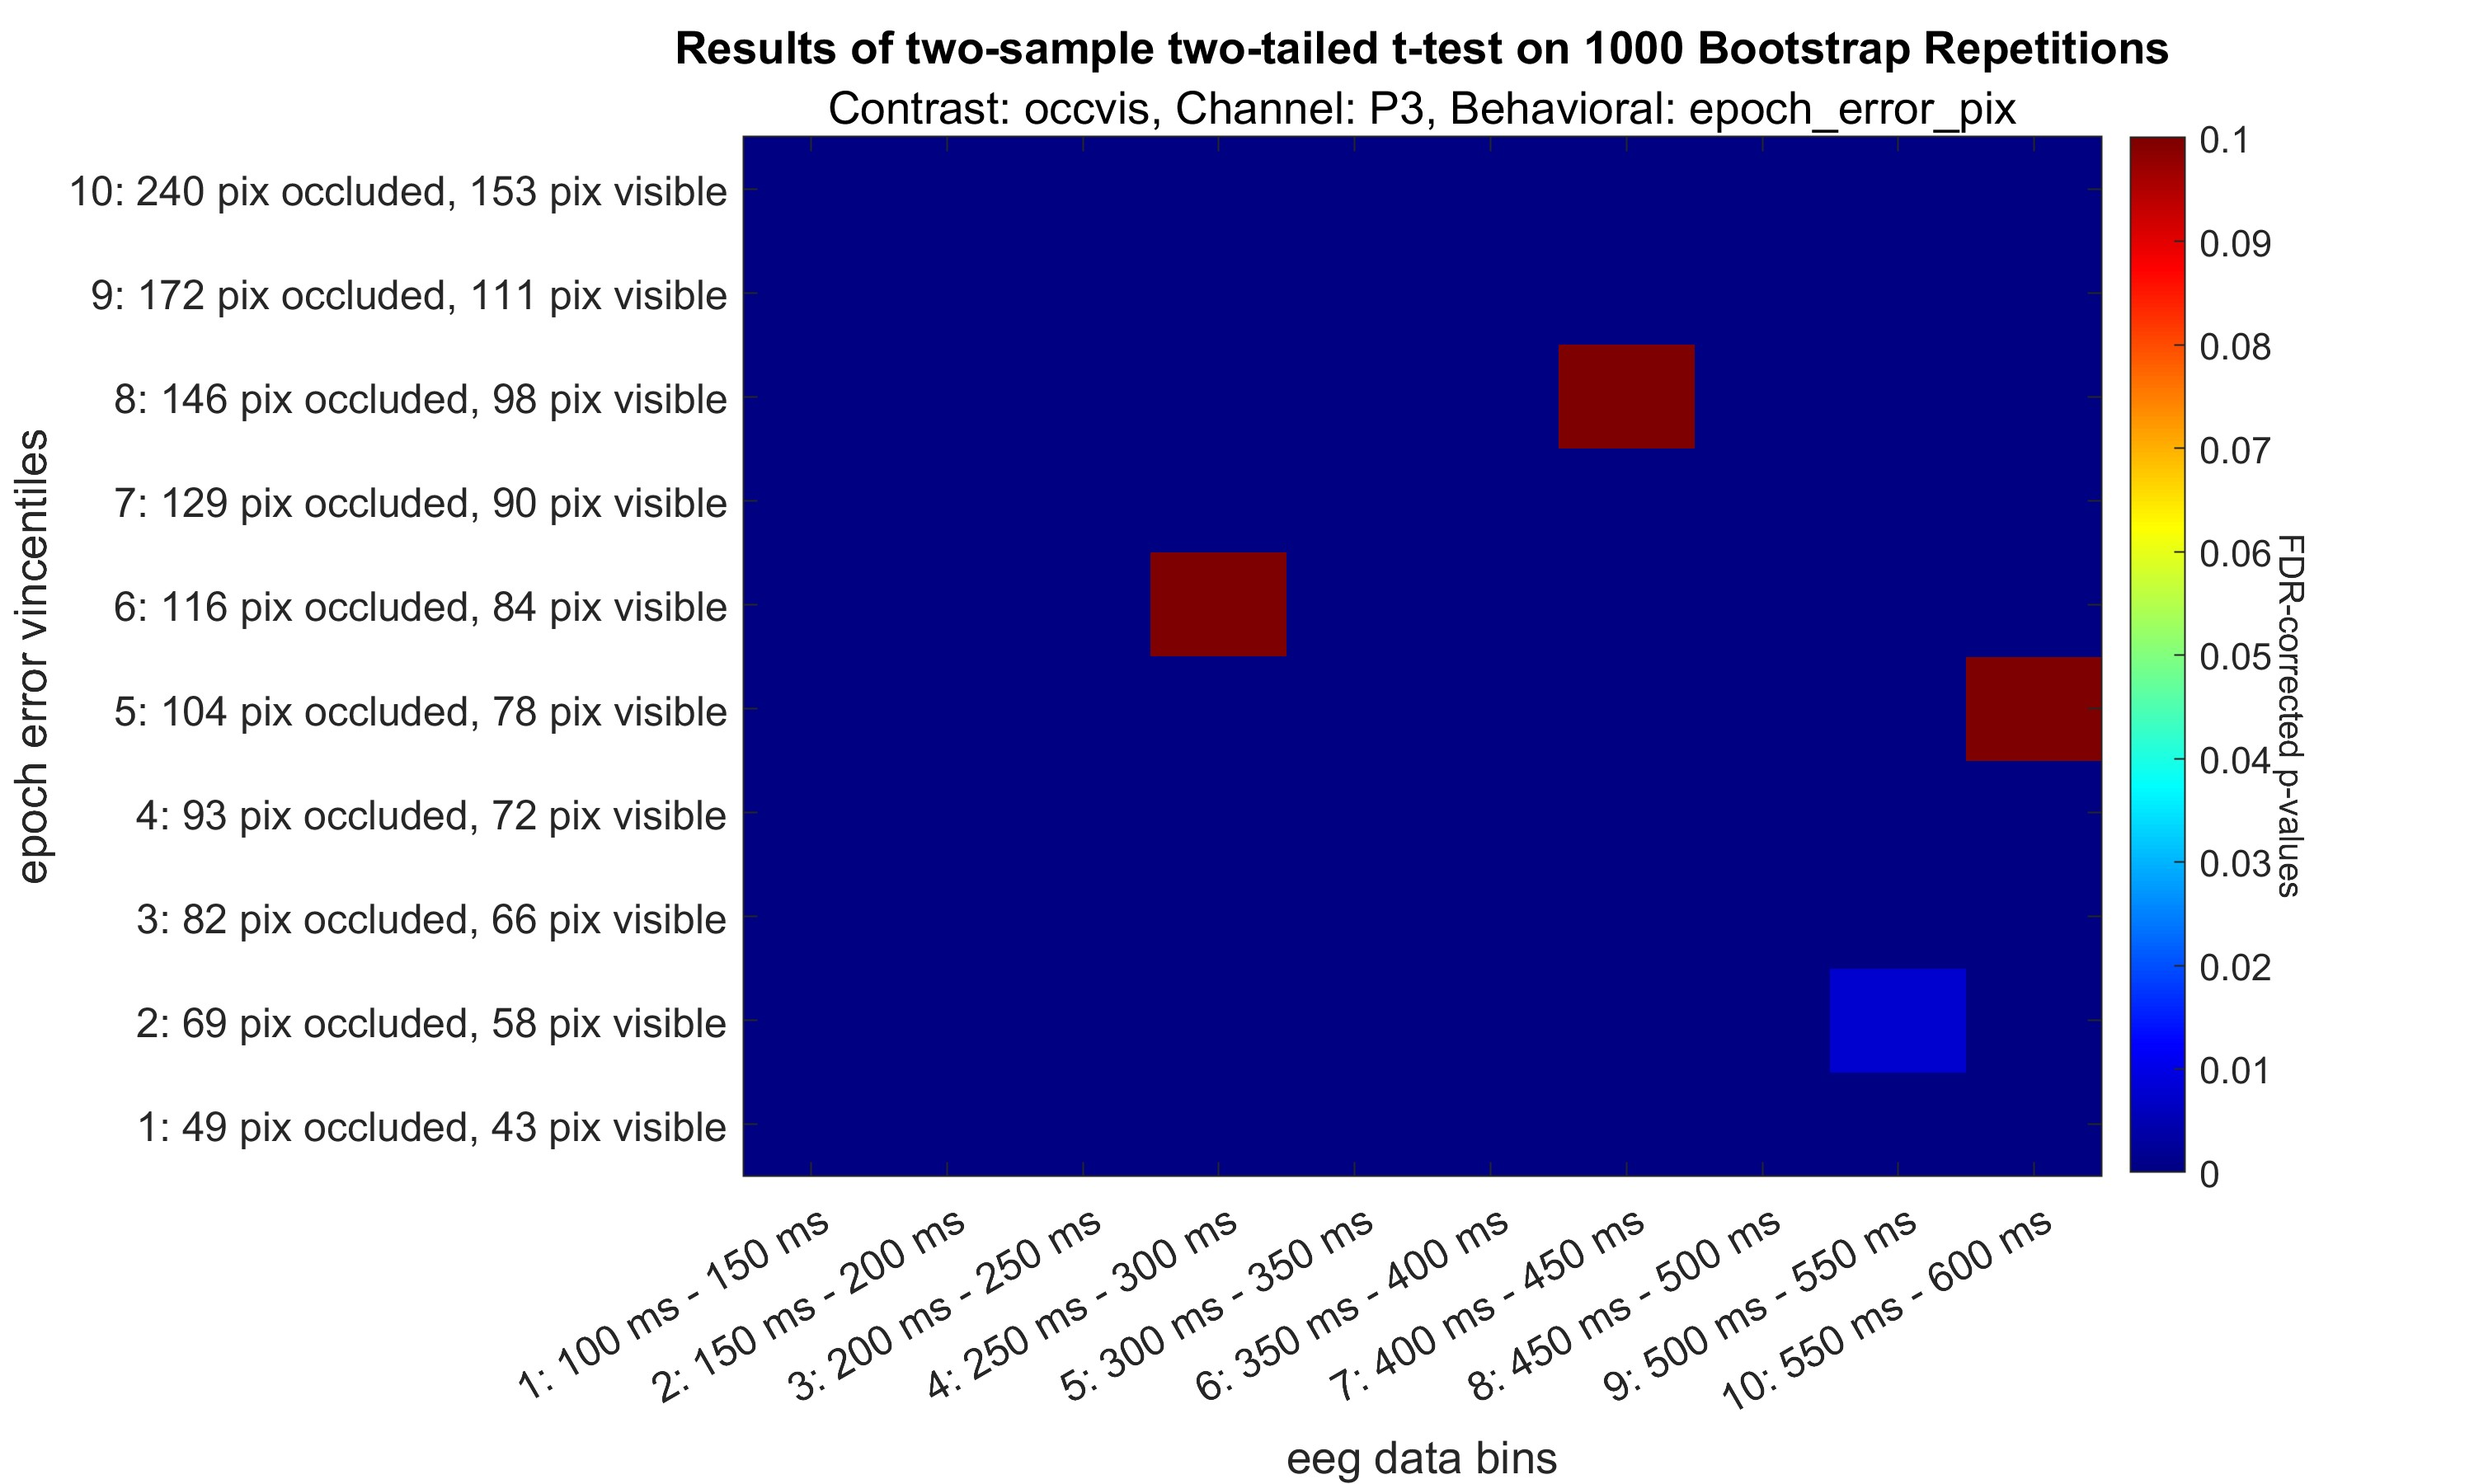 Results of two-sample two-tailed t-test on 1000 Bootstrap Repetitions
Contrast: occvis, Channel: P3, Behavioral: epoch_error_pix
epoch error vincentiles
10: 240 pix occluded, 153 pix visible
9: 172 pix occluded, 111 pix visible
8: 146 pix occluded, 98 pix visible
7: 129 pix occluded, 90 pix visible
6: 116 pix occluded, 84 pix visible
5: 104 pix occluded, 78 pix visible
4: 93 pix occluded, 72 pix visible
3: 82 pix occluded, 66 pix visible
2: 69 pix occluded, 58 pix visible
1: 49 pix occluded, 43 pix visible
1: 100 ms - 150 ms
2: 150 ms - 200 ms
3: 200 ms - 250 ms
4: 250 ms - 300 ms
5: 300 ms - 350 ms
6: 350 ms - 400 ms
7: 400 ms - 450 ms
8: 450 ms - 500 ms
9: 500 ms - 550 ms
10: 550 ms - 600 ms
eeg data bins
0.1
0.09
0.08
0.07
0.06
0.05
0.04
0.03
0.02
0.01
0
FDR-corrected p-values